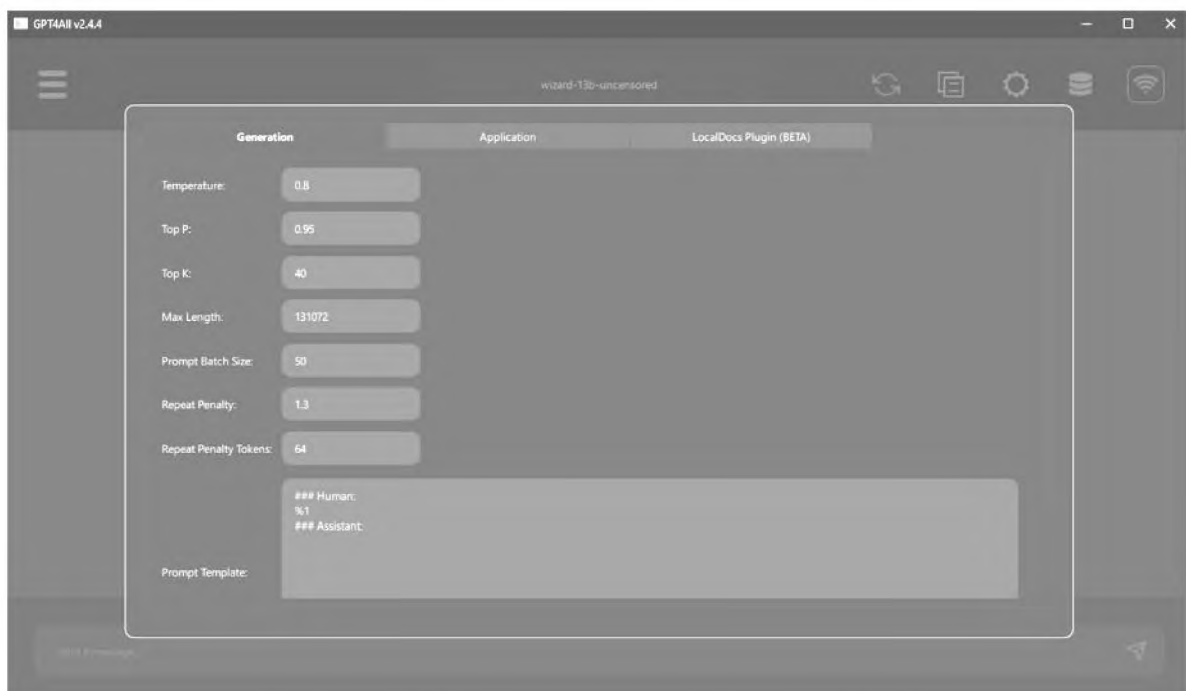 GPT4All v2.4.4
wizard-13b-uncensored
Generation Application LocalDocs Plugin (BETA)
Temperature: 0.8
Top P: 0.95
Top K: 40
Max Length: 131072
Prompt Batch Size: 50
Repeat Penalty: 1.3
Repeat Penalty Tokens: 64
### Human:
%1
### Assistant:
Prompt Template: